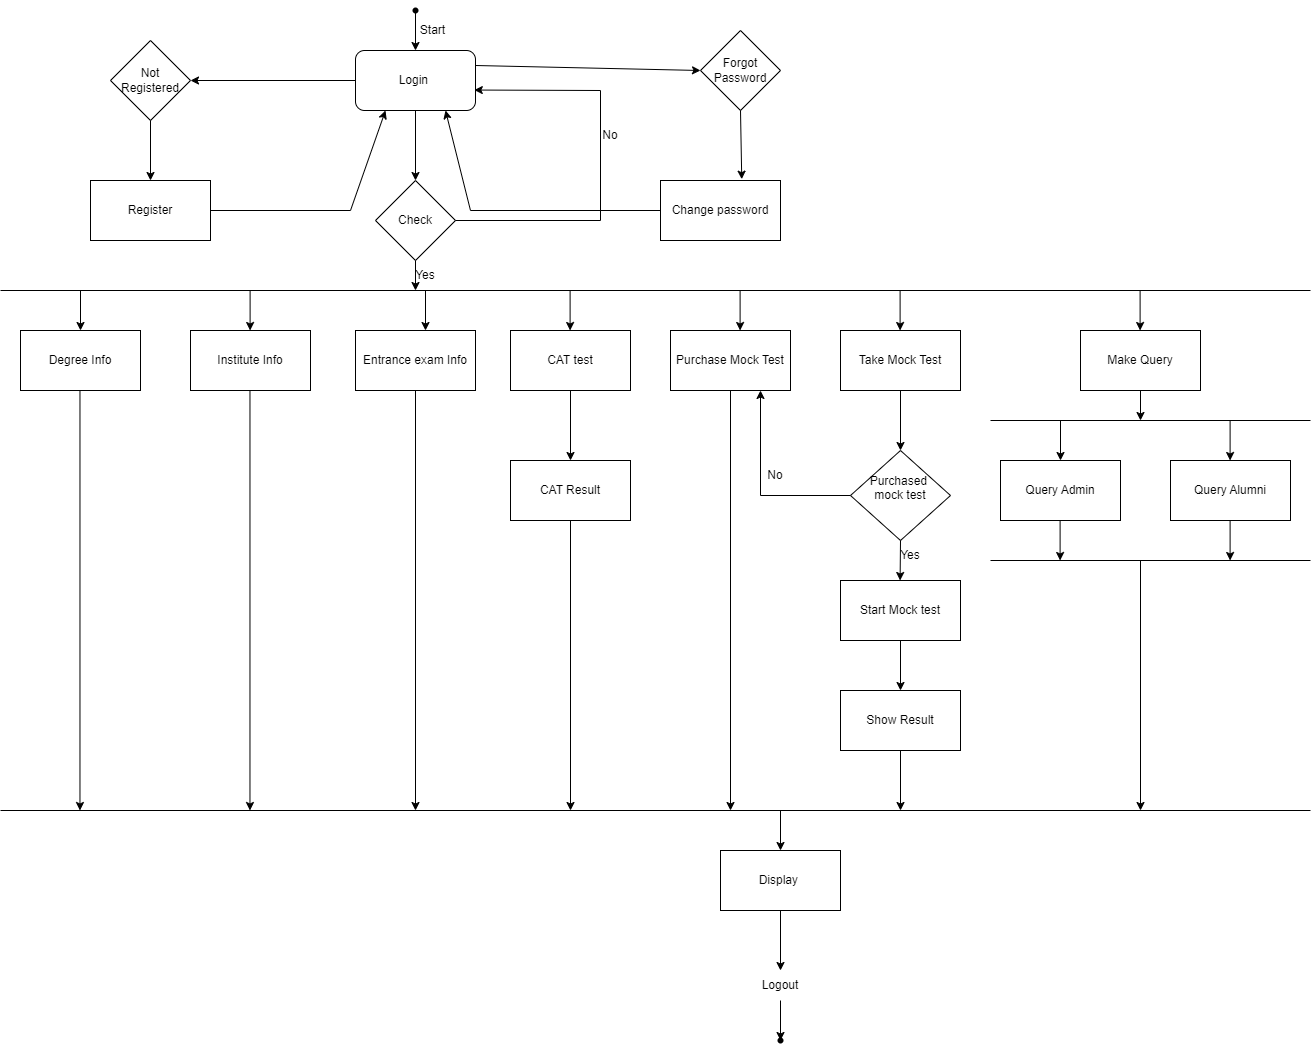 Start
Not
Registered
Login
Forgot
Password
No
Register
Check
Change password
Yes
Degree Info
Institute Info
Entrance exam Info
CAT test
Purchase Mock Test
Take Mock Test
Make Query
No
Purchased
mock test
CAT Result
Query Admin
Query Alumni
Yes
Start Mock test
Show Result
Display
Logout